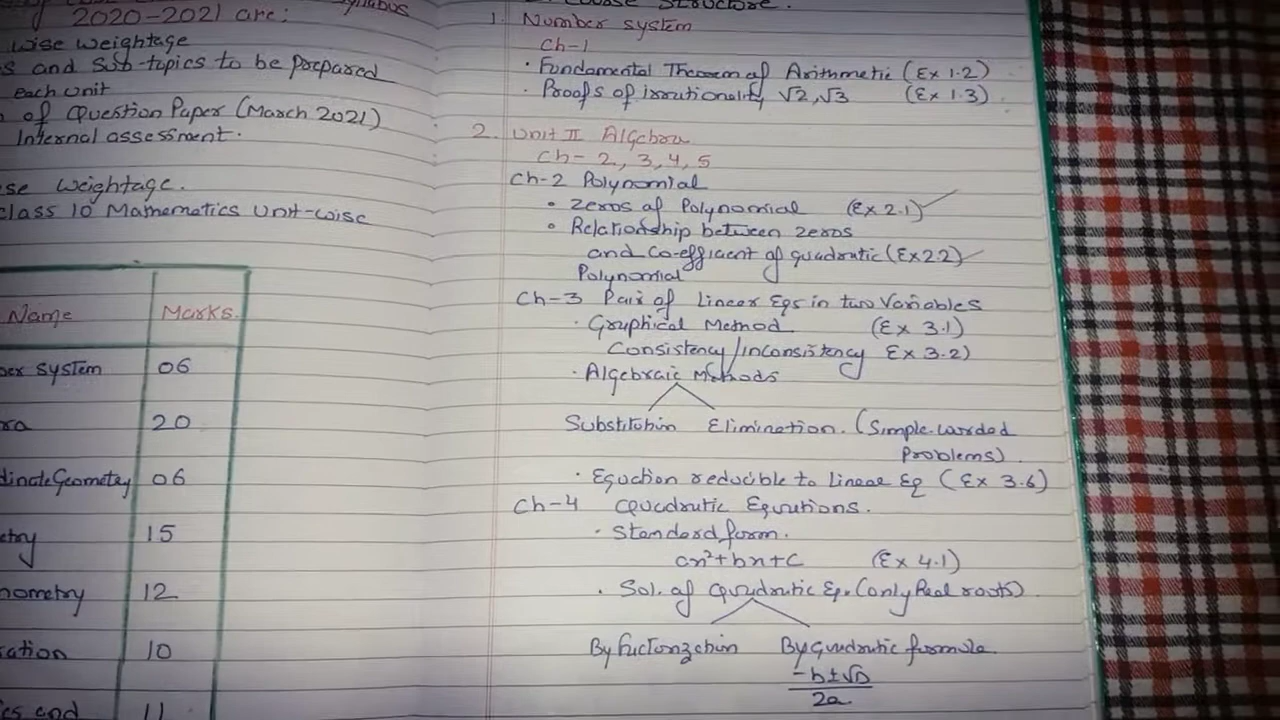 syllabus
2020-2021 are:
wise weightage
s and Sub-topics to be prepared
each unit
of Question Paper (March 2021)
Internal assessment.
se weightage.
class 10 Mathematics Unit-wise
Name Marks.
ber system 06
ra 20
dinate Geometry 06
etry 15
nometry 12
ration 10
cs and 11
Course Structure.
1. Number system
Ch-1
· Fundamental Theorem of Arithmetic (Ex 1.2)
· Proofs of irrationality √2, √3 (Ex 1.3)
2. Unit II Algebra
Ch- 2, 3, 4, 5
Ch-2 Polynomial
• Zeros of Polynomial (Ex 2.1)
• Relationship between zeros
and Co-efficient of quadratic (Ex 2.2)
Polynomial
Ch-3 Pair of Linear Eqs in two Variables
· Graphical Method (Ex 3.1)
Consistency/inconsistency Ex 3.2)
· Algebraic Methods
Substitution Elimination. (Simple worded
Problems).
· Equation reducible to Linear Eq (Ex 3.6)
Ch-4 Quadratic Equations.
· Standard form.
ax²+bx+c (Ex 4.1)
· Sol. of quadratic Eq. (only Real roots)
By factorization By quadratic formula.
-b±√D
2a